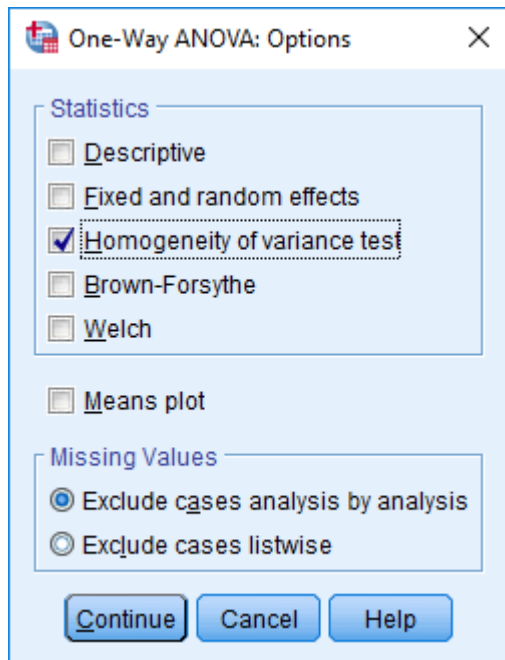 One-Way ANOVA: Options
Statistics
Descriptive
Fixed and random effects
Homogeneity of variance test
Brown-Forsythe
Welch
Means plot
Missing Values
Exclude cases analysis by analysis
Exclude cases listwise
Continue Cancel Help